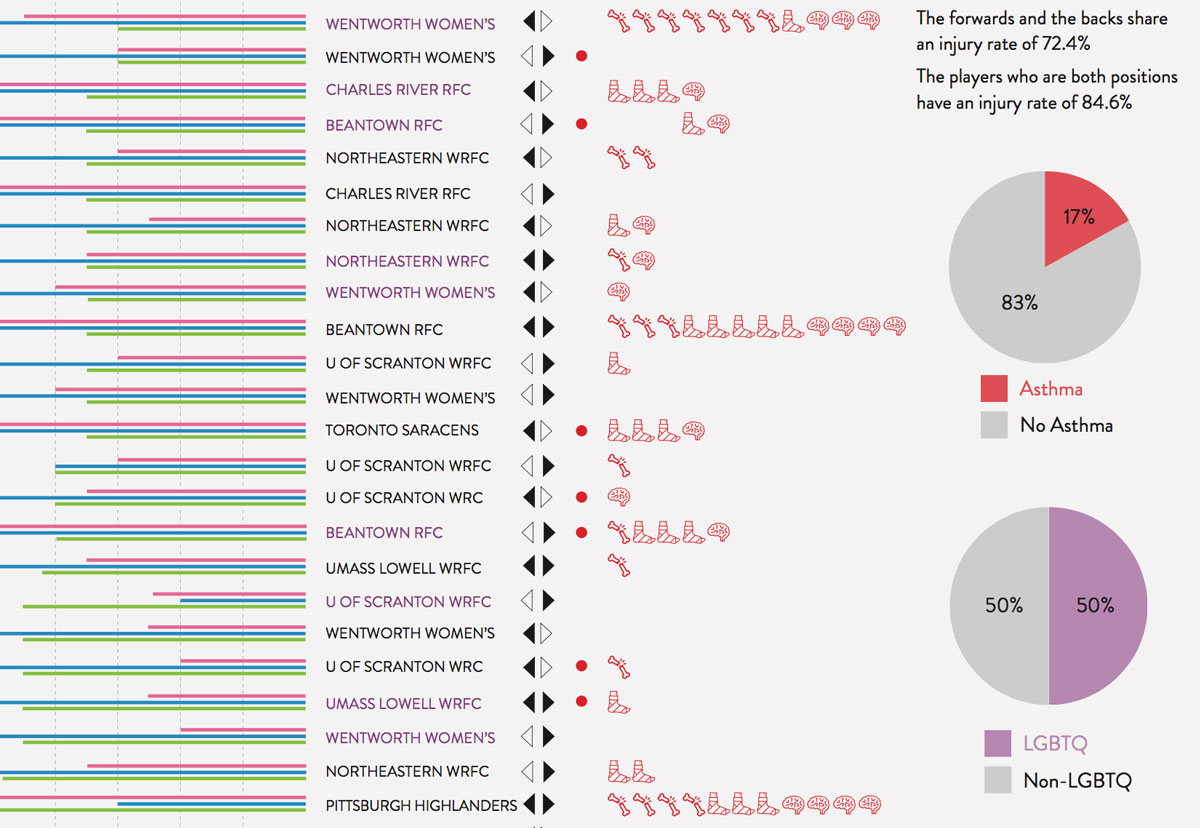 WENTWORTH WOMEN'S
WENTWORTH WOMEN'S
CHARLES RIVER RFC
BEANTOWN RFC
NORTHEASTERN WRFC
CHARLES RIVER RFC
NORTHEASTERN WRFC
NORTHEASTERN WRFC
WENTWORTH WOMEN'S
BEANTOWN RFC
U OF SCRANTON WRFC
WENTWORTH WOMEN'S
TORONTO SARACENS
U OF SCRANTON WRFC
U OF SCRANTON WRC
BEANTOWN RFC
UMASS LOWELL WRFC
U OF SCRANTON WRFC
WENTWORTH WOMEN'S
U OF SCRANTON WRC
UMASS LOWELL WRFC
WENTWORTH WOMEN'S
NORTHEASTERN WRFC
PITTSBURGH HIGHLANDERS
The forwards and the backs share
an injury rate of 72.4%
The players who are both positions
have an injury rate of 84.6%
17%
83%
Asthma
No Asthma
50%
50%
LGBTQ
Non-LGBTQ